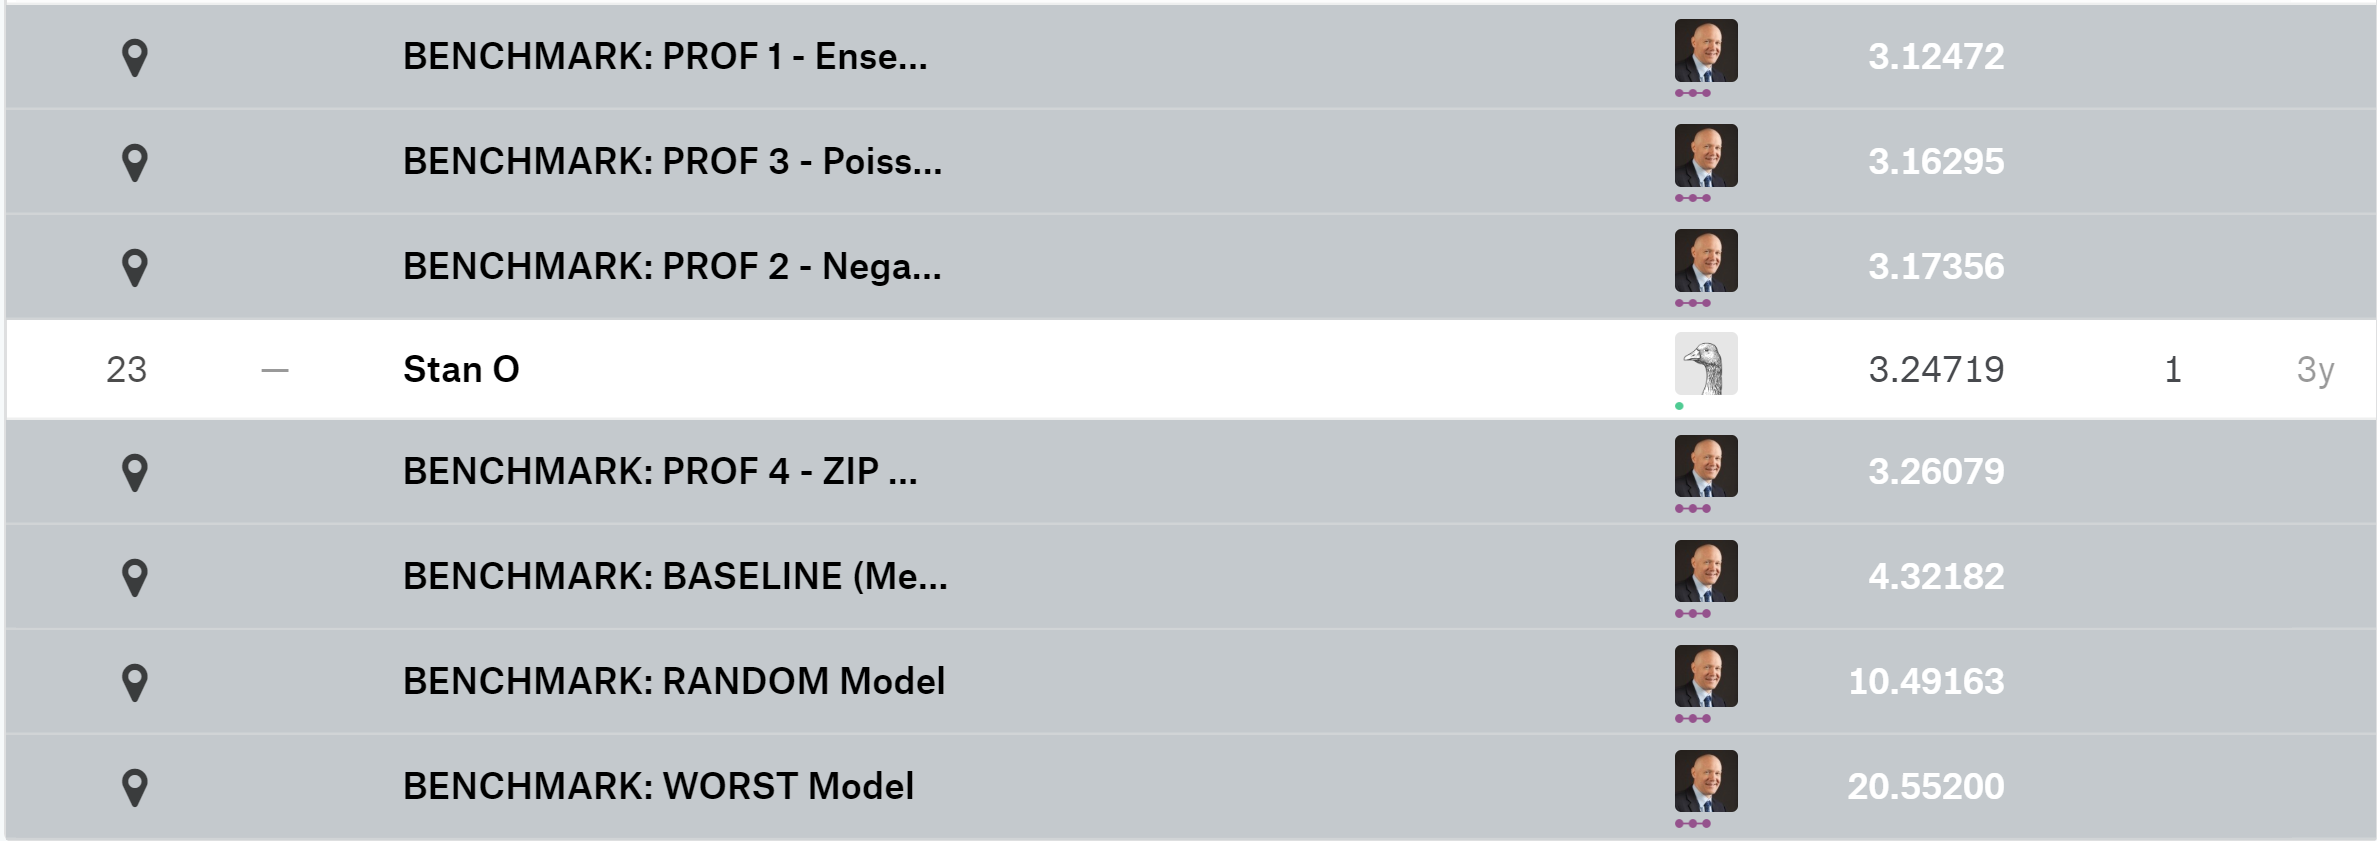 BENCHMARK: PROF 1 - Ense... 3.12472
BENCHMARK: PROF 3 - Poiss... 3.16295
BENCHMARK: PROF 2 - Nega... 3.17356
23 — Stan O 3.24719 1 3y
BENCHMARK: PROF 4 - ZIP ... 3.26079
BENCHMARK: BASELINE (Me... 4.32182
BENCHMARK: RANDOM Model 10.49163
BENCHMARK: WORST Model 20.55200